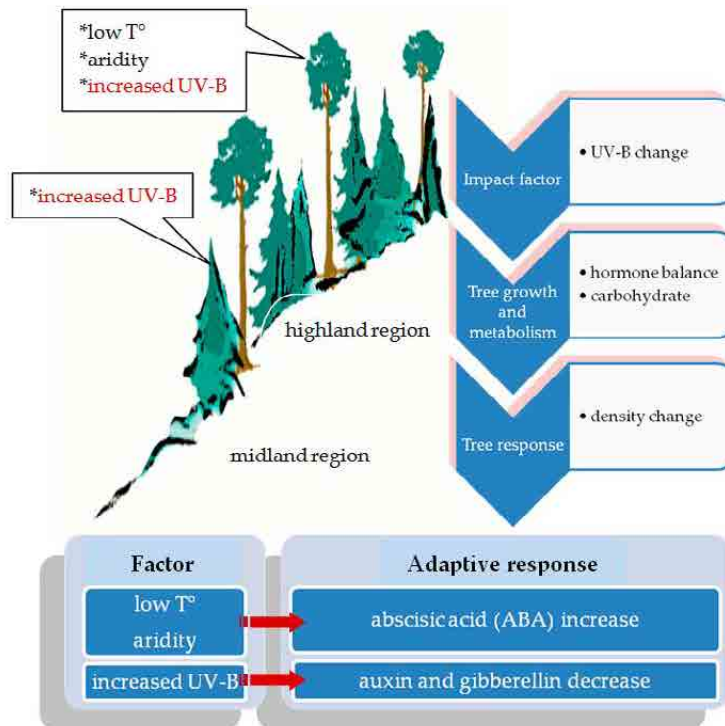 *low T°
*aridity
*increased UV-B
*increased UV-B
highland region
midland region
Impact factor
• UV-B change
Tree growth
and
metabolism
• hormone balance
• carbohydrate
Tree response
• density change
Factor
Adaptive response
low T°
aridity
abscisic acid (ABA) increase
increased UV-B
auxin and gibberellin decrease